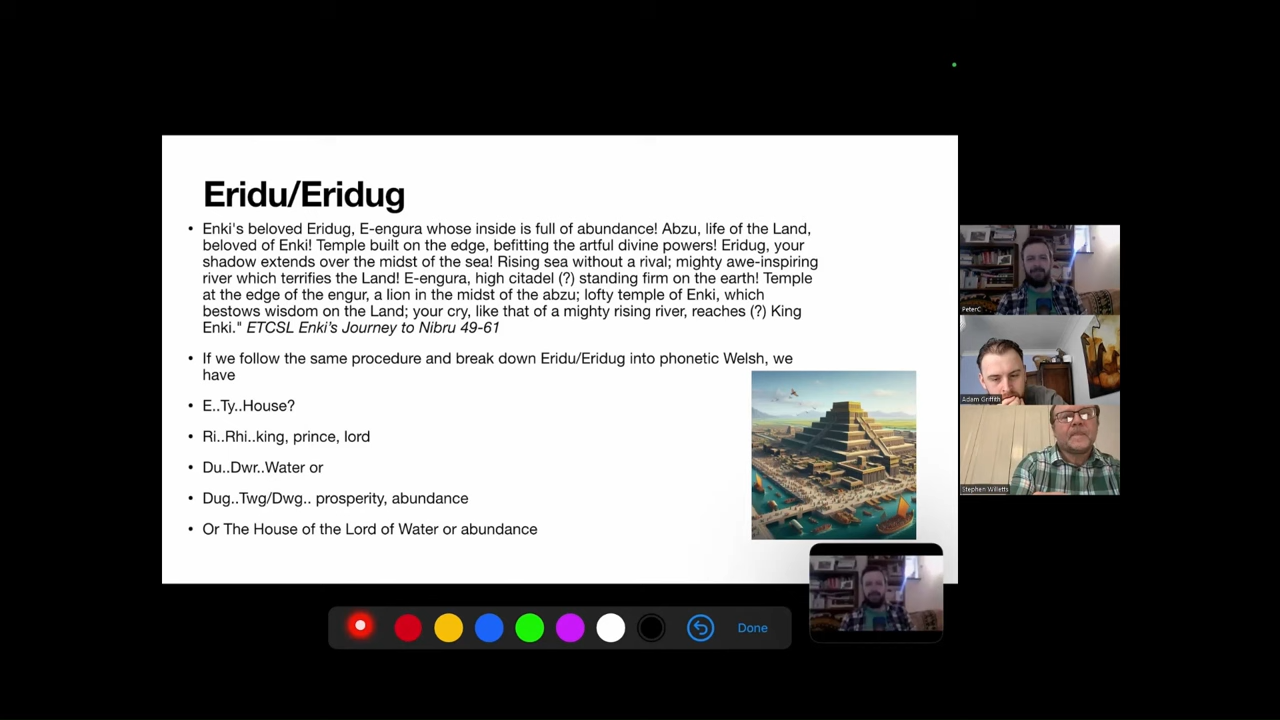 Eridu/Eridug
• Enki's beloved Eridug, E-engura whose inside is full of abundance! Abzu, life of the Land,
beloved of Enki! Temple built on the edge, befitting the artful divine powers! Eridug, your
shadow extends over the midst of the sea! Rising sea without a rival; mighty awe-inspiring
river which terrifies the Land! E-engura, high citadel (?) standing firm on the earth! Temple
at the edge of the engur, a lion in the midst of the abzu; lofty temple of Enki, which
bestows wisdom on the Land; your cry, like that of a mighty rising river, reaches (?) King
Enki." ETCSL Enki's Journey to Nibru 49-61
• If we follow the same procedure and break down Eridu/Eridug into phonetic Welsh, we
have
• E..Ty..House?
• Ri..Rhi..king, prince, lord
• Du..Dwr..Water or
• Dug..Twg/Dwg.. prosperity, abundance
• Or The House of the Lord of Water or abundance
PeterC
Adam Griffith
Stephen Willetts
Done